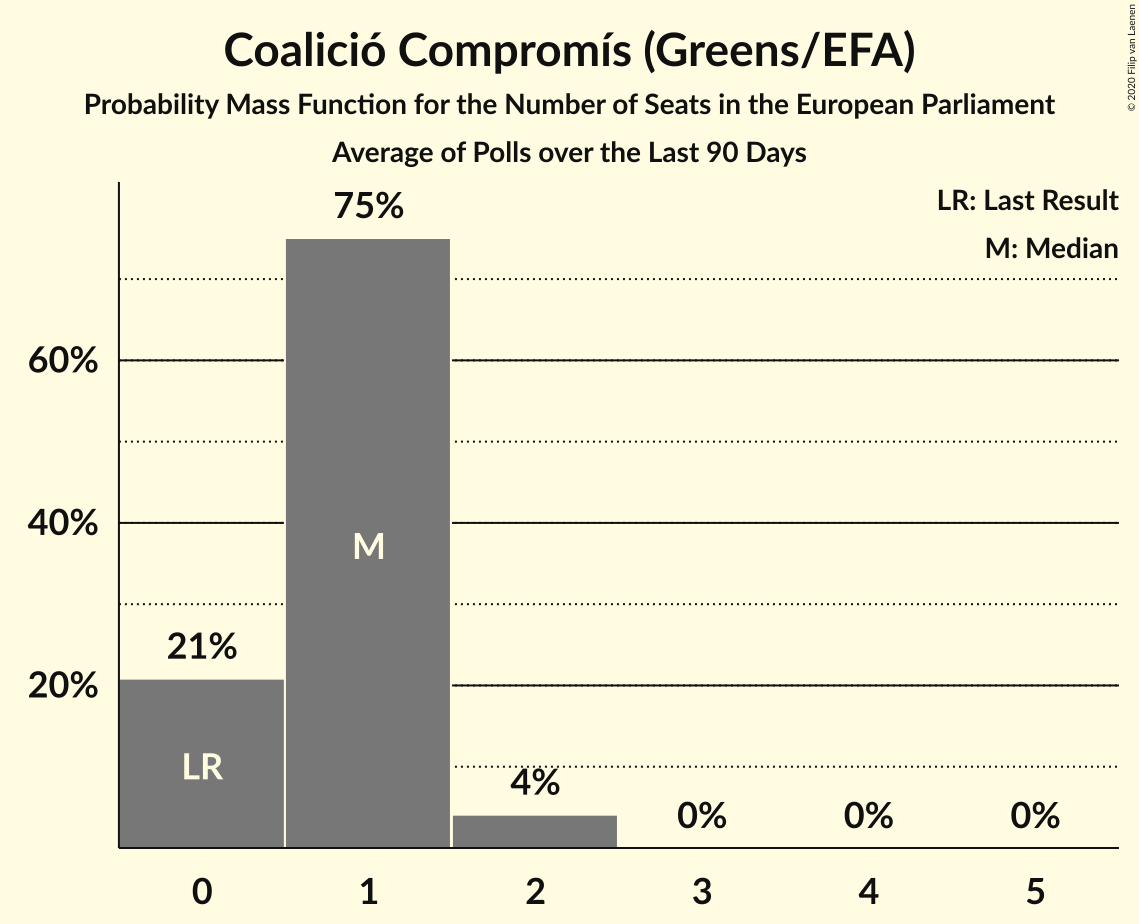 Coalició Compromís (Greens/EFA)
Probability Mass Function for the Number of Seats in the European Parliament
Average of Polls over the Last 90 Days
© 2020 Filip van Laenen
LR: Last Result
M: Median
75%
60%
40%
M
21%
20%
LR
4%
0%
0%
0%
0
1
2
3
4
5